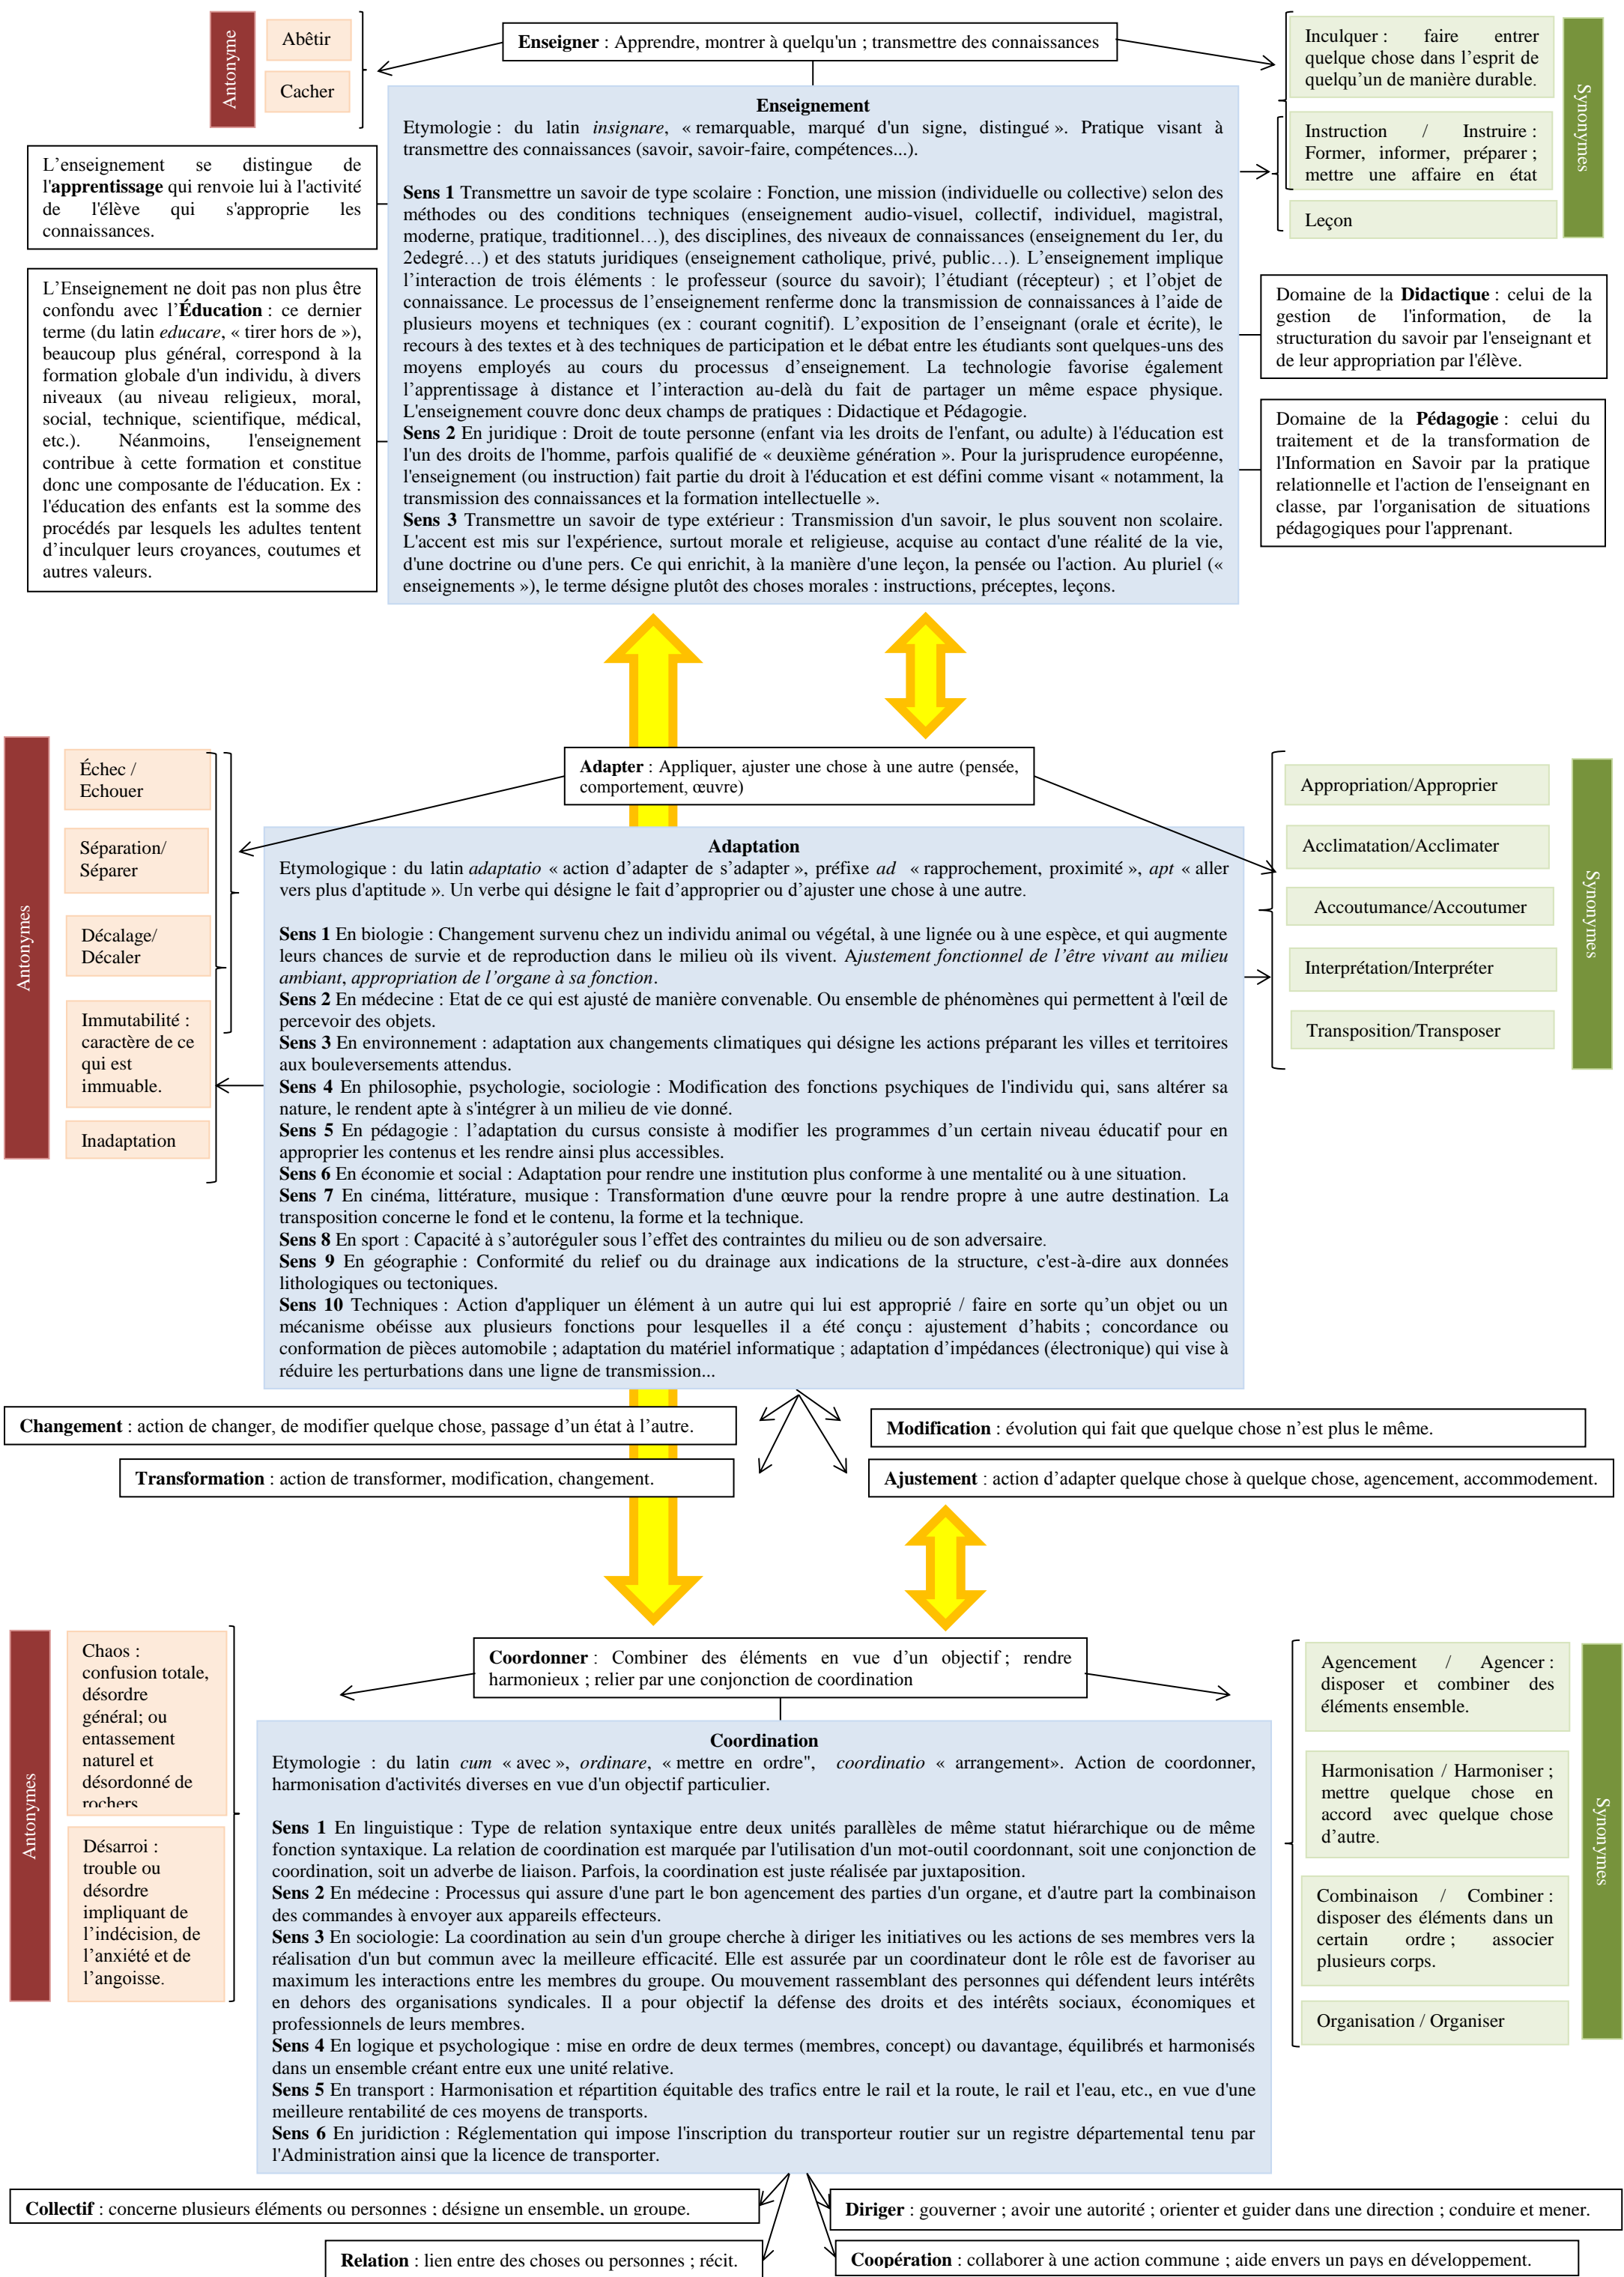 Antonyme
Abêtir
Cacher
Enseigner : Apprendre, montrer à quelqu'un ; transmettre des connaissances
Inculquer : faire entrer
quelque chose dans l'esprit de
quelqu'un de manière durable.
Instruction / Instruire :
Former, informer, préparer ;
mettre une affaire en état
Leçon
Synonymes
L'enseignement se distingue de
l'apprentissage qui renvoie lui à l'activité
de l'élève qui s'approprie les
connaissances.
L'Enseignement ne doit pas non plus être
confondu avec l'Éducation : ce dernier
terme (du latin educare, « tirer hors de »),
beaucoup plus général, correspond à la
formation globale d'un individu, à divers
niveaux (au niveau religieux, moral,
social, technique, scientifique, médical,
etc.). Néanmoins, l'enseignement
contribue à cette formation et constitue
donc une composante de l'éducation. Ex :
l'éducation des enfants est la somme des
procédés par lesquels les adultes tentent
d'inculquer leurs croyances, coutumes et
autres valeurs.
Enseignement
Etymologie : du latin insignare, « remarquable, marqué d'un signe, distingué ». Pratique visant à
transmettre des connaissances (savoir, savoir-faire, compétences...).
Sens 1 Transmettre un savoir de type scolaire : Fonction, une mission (individuelle ou collective) selon des
méthodes ou des conditions techniques (enseignement audio-visuel, collectif, individuel, magistral,
moderne, pratique, traditionnel…), des disciplines, des niveaux de connaissances (enseignement du 1er, du
2edegré…) et des statuts juridiques (enseignement catholique, privé, public…). L'enseignement implique
l'interaction de trois éléments : le professeur (source du savoir); l'étudiant (récepteur) ; et l'objet de
connaissance. Le processus de l'enseignement renferme donc la transmission de connaissances à l'aide de
plusieurs moyens et techniques (ex : courant cognitif). L'exposition de l'enseignant (orale et écrite), le
recours à des textes et à des techniques de participation et le débat entre les étudiants sont quelques-uns des
moyens employés au cours du processus d'enseignement. La technologie favorise également
l'apprentissage à distance et l'interaction au-delà du fait de partager un même espace physique.
L'enseignement couvre donc deux champs de pratiques : Didactique et Pédagogie.
Sens 2 En juridique : Droit de toute personne (enfant via les droits de l'enfant, ou adulte) à l'éducation est
l'un des droits de l'homme, parfois qualifié de « deuxième génération ». Pour la jurisprudence européenne,
l'enseignement (ou instruction) fait partie du droit à l'éducation et est défini comme visant « notamment, la
transmission des connaissances et la formation intellectuelle ».
Sens 3 Transmettre un savoir de type extérieur : Transmission d'un savoir, le plus souvent non scolaire.
L'accent est mis sur l'expérience, surtout morale et religieuse, acquise au contact d'une réalité de la vie,
d'une doctrine ou d'une pers. Ce qui enrichit, à la manière d'une leçon, la pensée ou l'action. Au pluriel («
enseignements »), le terme désigne plutôt des choses morales : instructions, préceptes, leçons.
Domaine de la Didactique : celui de la
gestion de l'information, de la
structuration du savoir par l'enseignant et
de leur appropriation par l'élève.
Domaine de la Pédagogie : celui du
traitement et de la transformation de
l'Information en Savoir par la pratique
relationnelle et l'action de l'enseignant en
classe, par l'organisation de situations
pédagogiques pour l'apprenant.
Antonymes
Échec /
Echouer
Séparation/
Séparer
Décalage/
Décaler
Immutabilité :
caractère de ce
qui est
immuable.
Inadaptation
Adapter : Appliquer, ajuster une chose à une autre (pensée,
comportement, œuvre)
Adaptation
Etymologique : du latin adaptatio « action d'adapter de s'adapter », préfixe ad « rapprochement, proximité », apt « aller
vers plus d'aptitude ». Un verbe qui désigne le fait d'approprier ou d'ajuster une chose à une autre.
Sens 1 En biologie : Changement survenu chez un individu animal ou végétal, à une lignée ou à une espèce, et qui augmente
leurs chances de survie et de reproduction dans le milieu où ils vivent. Ajustement fonctionnel de l'être vivant au milieu
ambiant, appropriation de l'organe à sa fonction.
Sens 2 En médecine : Etat de ce qui est ajusté de manière convenable. Ou ensemble de phénomènes qui permettent à l'œil de
percevoir des objets.
Sens 3 En environnement : adaptation aux changements climatiques qui désigne les actions préparant les villes et territoires
aux bouleversements attendus.
Sens 4 En philosophie, psychologie, sociologie : Modification des fonctions psychiques de l'individu qui, sans altérer sa
nature, le rendent apte à s'intégrer à un milieu de vie donné.
Sens 5 En pédagogie : l'adaptation du cursus consiste à modifier les programmes d'un certain niveau éducatif pour en
approprier les contenus et les rendre ainsi plus accessibles.
Sens 6 En économie et social : Adaptation pour rendre une institution plus conforme à une mentalité ou à une situation.
Sens 7 En cinéma, littérature, musique : Transformation d'une œuvre pour la rendre propre à une autre destination. La
transposition concerne le fond et le contenu, la forme et la technique.
Sens 8 En sport : Capacité à s'autoréguler sous l'effet des contraintes du milieu ou de son adversaire.
Sens 9 En géographie : Conformité du relief ou du drainage aux indications de la structure, c'est-à-dire aux données
lithologiques ou tectoniques.
Sens 10 Techniques : Action d'appliquer un élément à un autre qui lui est approprié / faire en sorte qu'un objet ou un
mécanisme obéisse aux plusieurs fonctions pour lesquelles il a été conçu : ajustement d'habits ; concordance ou
conformation de pièces automobile ; adaptation du matériel informatique ; adaptation d'impédances (électronique) qui vise à
réduire les perturbations dans une ligne de transmission...
Appropriation/Approprier
Acclimatation/Acclimater
Accoutumance/Accoutumer
Interprétation/Interpréter
Transposition/Transposer
Synonymes
Changement : action de changer, de modifier quelque chose, passage d'un état à l'autre.
Modification : évolution qui fait que quelque chose n'est plus le même.
Transformation : action de transformer, modification, changement.
Ajustement : action d'adapter quelque chose à quelque chose, agencement, accommodement.
Antonymes
Chaos :
confusion totale,
désordre
général; ou
entassement
naturel et
désordonné de
rochers
Désarroi :
trouble ou
désordre
impliquant de
l'indécision, de
l'anxiété et de
l'angoisse.
Coordonner : Combiner des éléments en vue d'un objectif ; rendre
harmonieux ; relier par une conjonction de coordination
Coordination
Etymologie : du latin cum « avec », ordinare, « mettre en ordre", coordinatio « arrangement». Action de coordonner,
harmonisation d'activités diverses en vue d'un objectif particulier.
Sens 1 En linguistique : Type de relation syntaxique entre deux unités parallèles de même statut hiérarchique ou de même
fonction syntaxique. La relation de coordination est marquée par l'utilisation d'un mot-outil coordonnant, soit une conjonction de
coordination, soit un adverbe de liaison. Parfois, la coordination est juste réalisée par juxtaposition.
Sens 2 En médecine : Processus qui assure d'une part le bon agencement des parties d'un organe, et d'autre part la combinaison
des commandes à envoyer aux appareils effecteurs.
Sens 3 En sociologie: La coordination au sein d'un groupe cherche à diriger les initiatives ou les actions de ses membres vers la
réalisation d'un but commun avec la meilleure efficacité. Elle est assurée par un coordinateur dont le rôle est de favoriser au
maximum les interactions entre les membres du groupe. Ou mouvement rassemblant des personnes qui défendent leurs intérêts
en dehors des organisations syndicales. Il a pour objectif la défense des droits et des intérêts sociaux, économiques et
professionnels de leurs membres.
Sens 4 En logique et psychologique : mise en ordre de deux termes (membres, concept) ou davantage, équilibrés et harmonisés
dans un ensemble créant entre eux une unité relative.
Sens 5 En transport : Harmonisation et répartition équitable des trafics entre le rail et la route, le rail et l'eau, etc., en vue d'une
meilleure rentabilité de ces moyens de transports.
Sens 6 En juridiction : Réglementation qui impose l'inscription du transporteur routier sur un registre départemental tenu par
l'Administration ainsi que la licence de transporter.
Agencement / Agencer :
disposer et combiner des
éléments ensemble.
Harmonisation / Harmoniser ;
mettre quelque chose en
accord avec quelque chose
d'autre.
Combinaison / Combiner :
disposer des éléments dans un
certain ordre ; associer
plusieurs corps.
Organisation / Organiser
Synonymes
Collectif : concerne plusieurs éléments ou personnes ; désigne un ensemble, un groupe.
Diriger : gouverner ; avoir une autorité ; orienter et guider dans une direction ; conduire et mener.
Relation : lien entre des choses ou personnes ; récit.
Coopération : collaborer à une action commune ; aide envers un pays en développement.